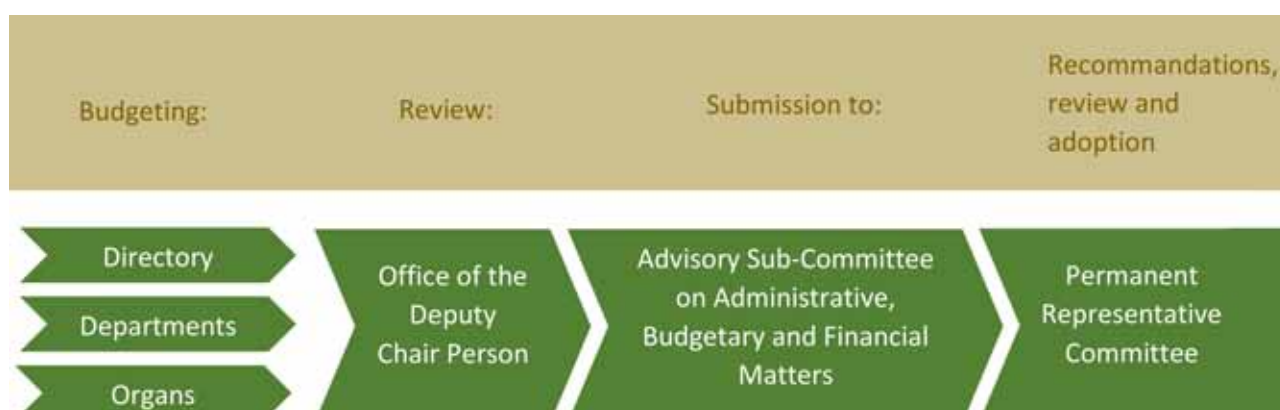 Budgeting:
Review:
Submission to:
Recommandations,
review and
adoption
Directory
Departments
Organs
Office of the
Deputy
Chair Person
Advisory Sub-Committee
on Administrative,
Budgetary and Financial
Matters
Permanent
Representative
Committee